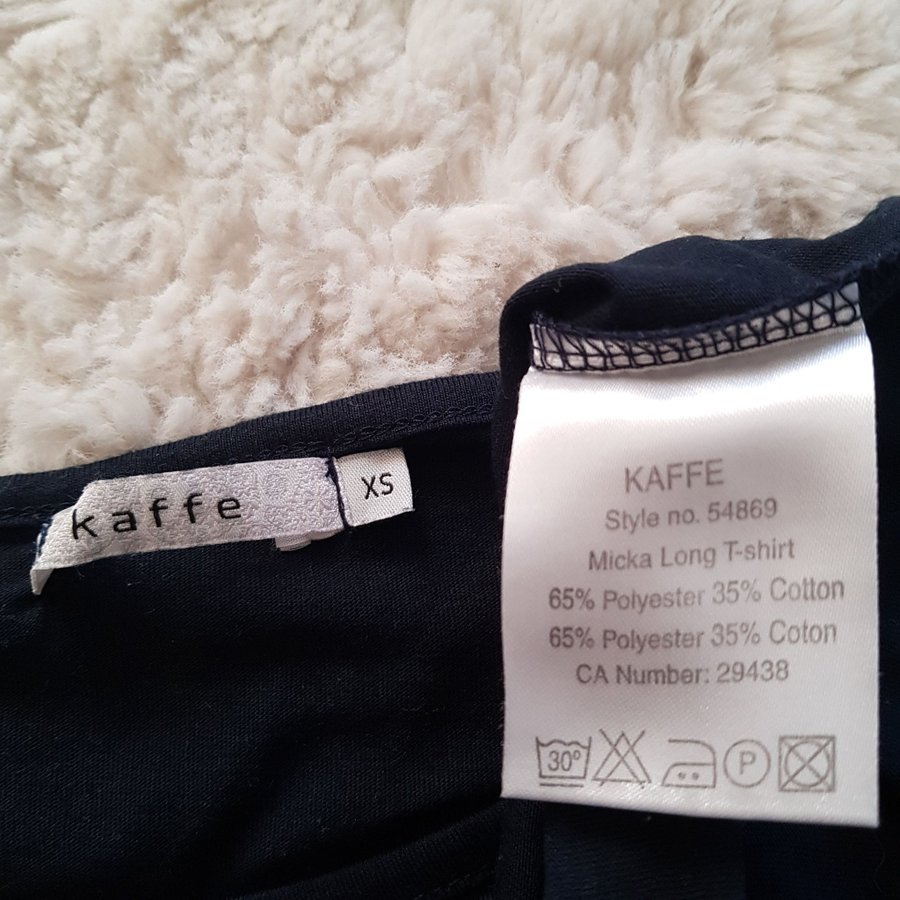 kaffe
XS
KAFFE
Style no. 54869
Micka Long T-shirt
65% Polyester 35% Cotton
65% Polyester 35% Coton
CA Number: 29438
30° P